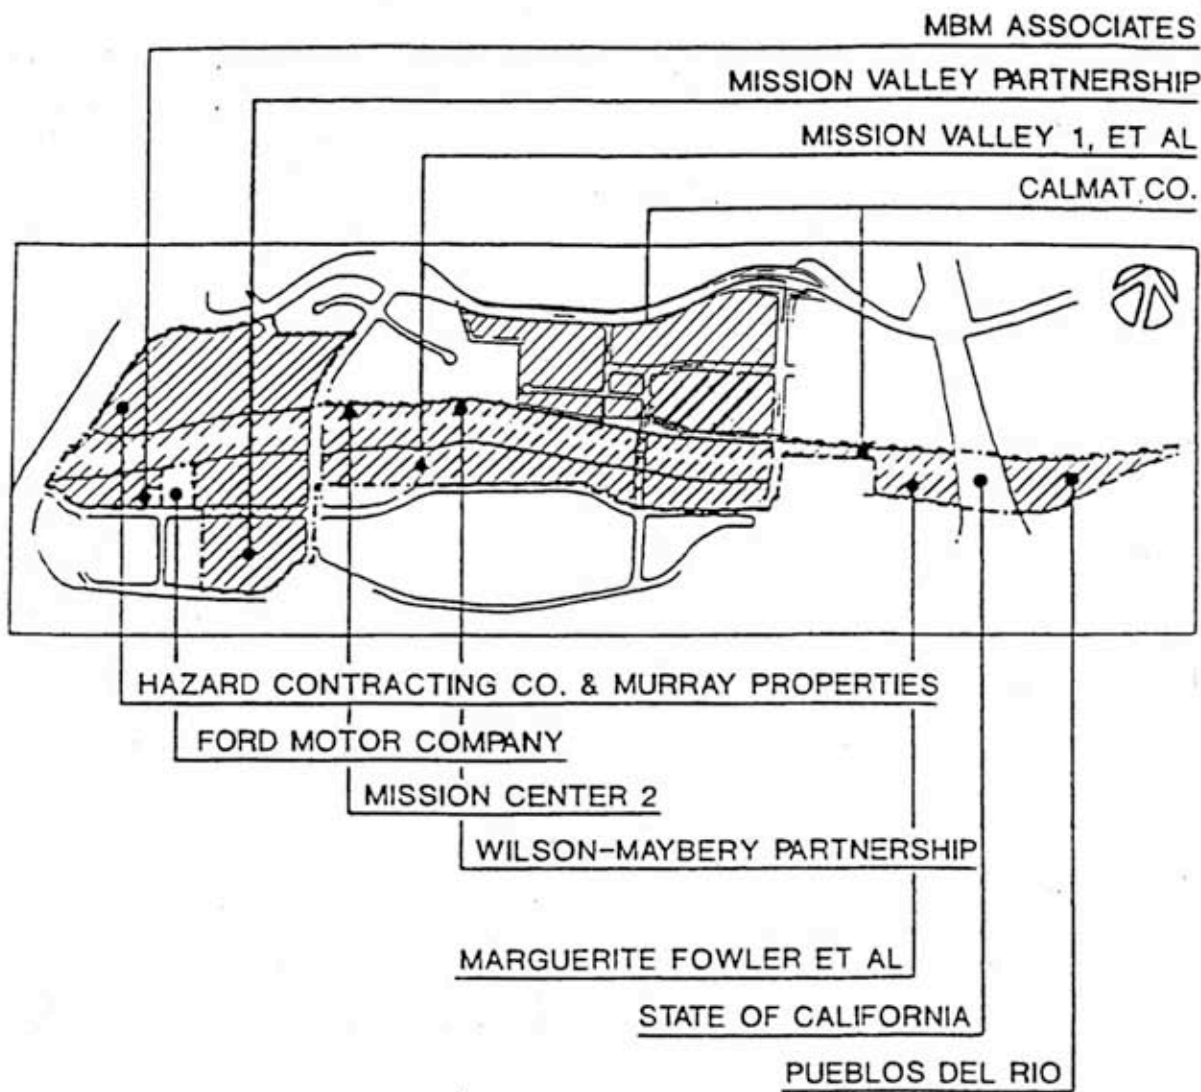 MBM ASSOCIATES
MISSION VALLEY PARTNERSHIP
MISSION VALLEY 1, ET AL
CALMAT CO.
HAZARD CONTRACTING CO. & MURRAY PROPERTIES
FORD MOTOR COMPANY
MISSION CENTER 2
WILSON-MAYBERY PARTNERSHIP
MARGUERITE FOWLER ET AL
STATE OF CALIFORNIA
PUEBLOS DEL RIO